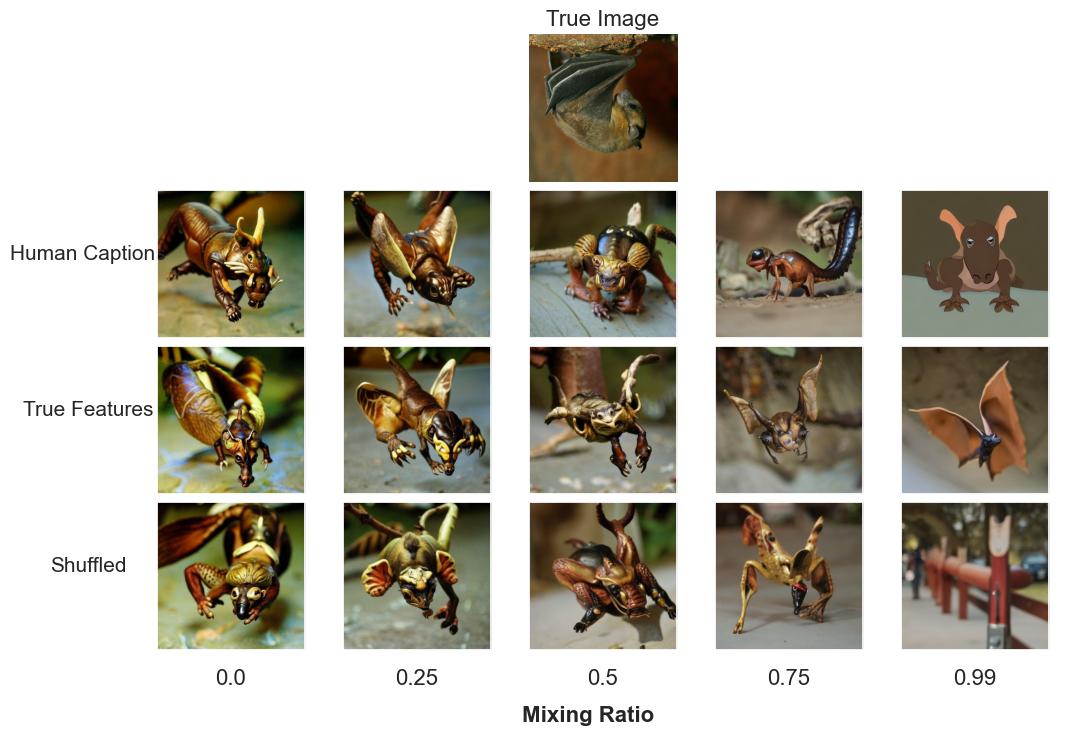 True Image
Human Caption
True Features
Shuffled
0.0 0.25 0.5 0.75 0.99
Mixing Ratio